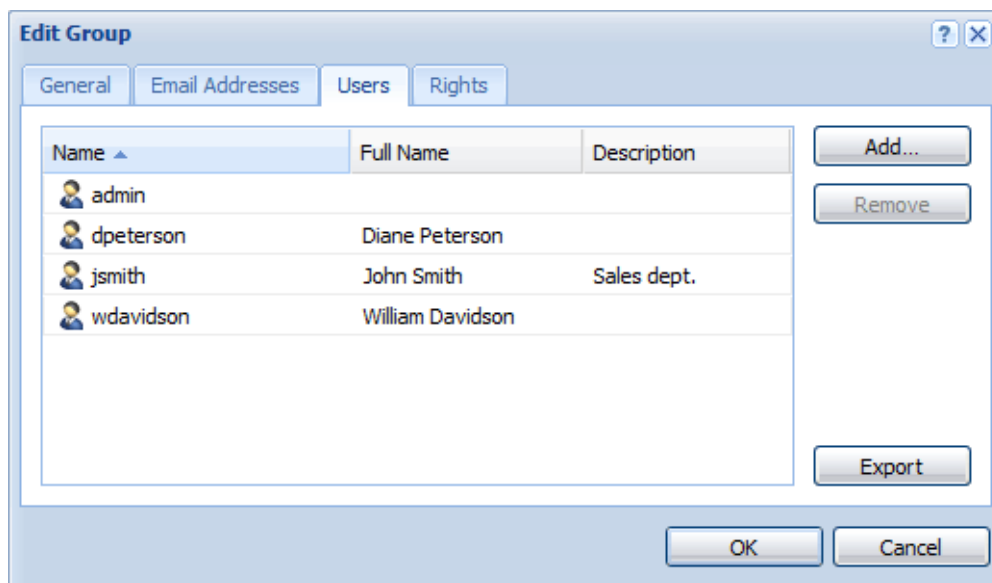 Edit Group
General Email Addresses Users Rights
Name Full Name Description
admin
dpeterson Diane Peterson
jsmith John Smith Sales dept.
wdavidson William Davidson
Add...
Remove
Export
OK Cancel